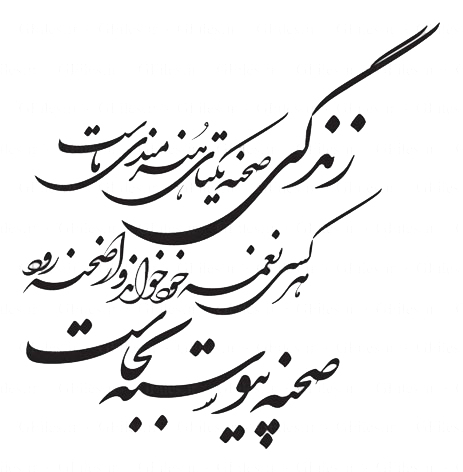 زندگی صحنه یکتای هنرمندی ماست
هر کسی نغمه خود خواند و از صحنه رود
صحنه پیوسته بجاست